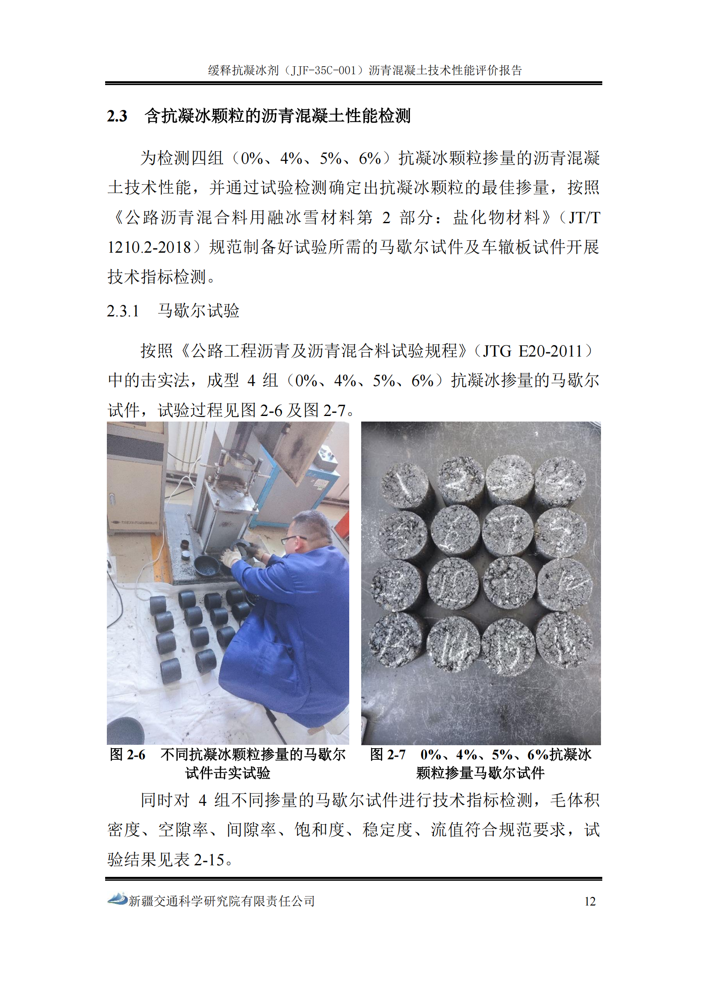 缓释抗凝冰剂（JJF-35C-001）沥青混凝土技术性能评价报告
2.3 含抗凝冰颗粒的沥青混凝土性能检测
为检测四组（0%、4%、5%、6%）抗凝冰颗粒掺量的沥青混凝
土技术性能，并通过试验检测确定出抗凝冰颗粒的最佳掺量，按照
《公路沥青混合料用融冰雪材料第 2 部分：盐化物材料》（JT/T
1210.2-2018）规范制备好试验所需的马歇尔试件及车辙板试件开展
技术指标检测。
2.3.1 马歇尔试验
按照《公路工程沥青及沥青混合料试验规程》（JTG E20-2011）
中的击实法，成型 4 组（0%、4%、5%、6%）抗凝冰掺量的马歇尔
试件，试验过程见图 2-6 及图 2-7。
1 2 3 4
5 6 7
11 12
13 14 15
图 2-6 不同抗凝冰颗粒掺量的马歇尔
试件击实试验
图 2-7 0%、4%、5%、6%抗凝冰
颗粒掺量马歇尔试件
同时对 4 组不同掺量的马歇尔试件进行技术指标检测，毛体积
密度、空隙率、间隙率、饱和度、稳定度、流值符合规范要求，试
验结果见表 2-15。
新疆交通科学研究院有限责任公司 12